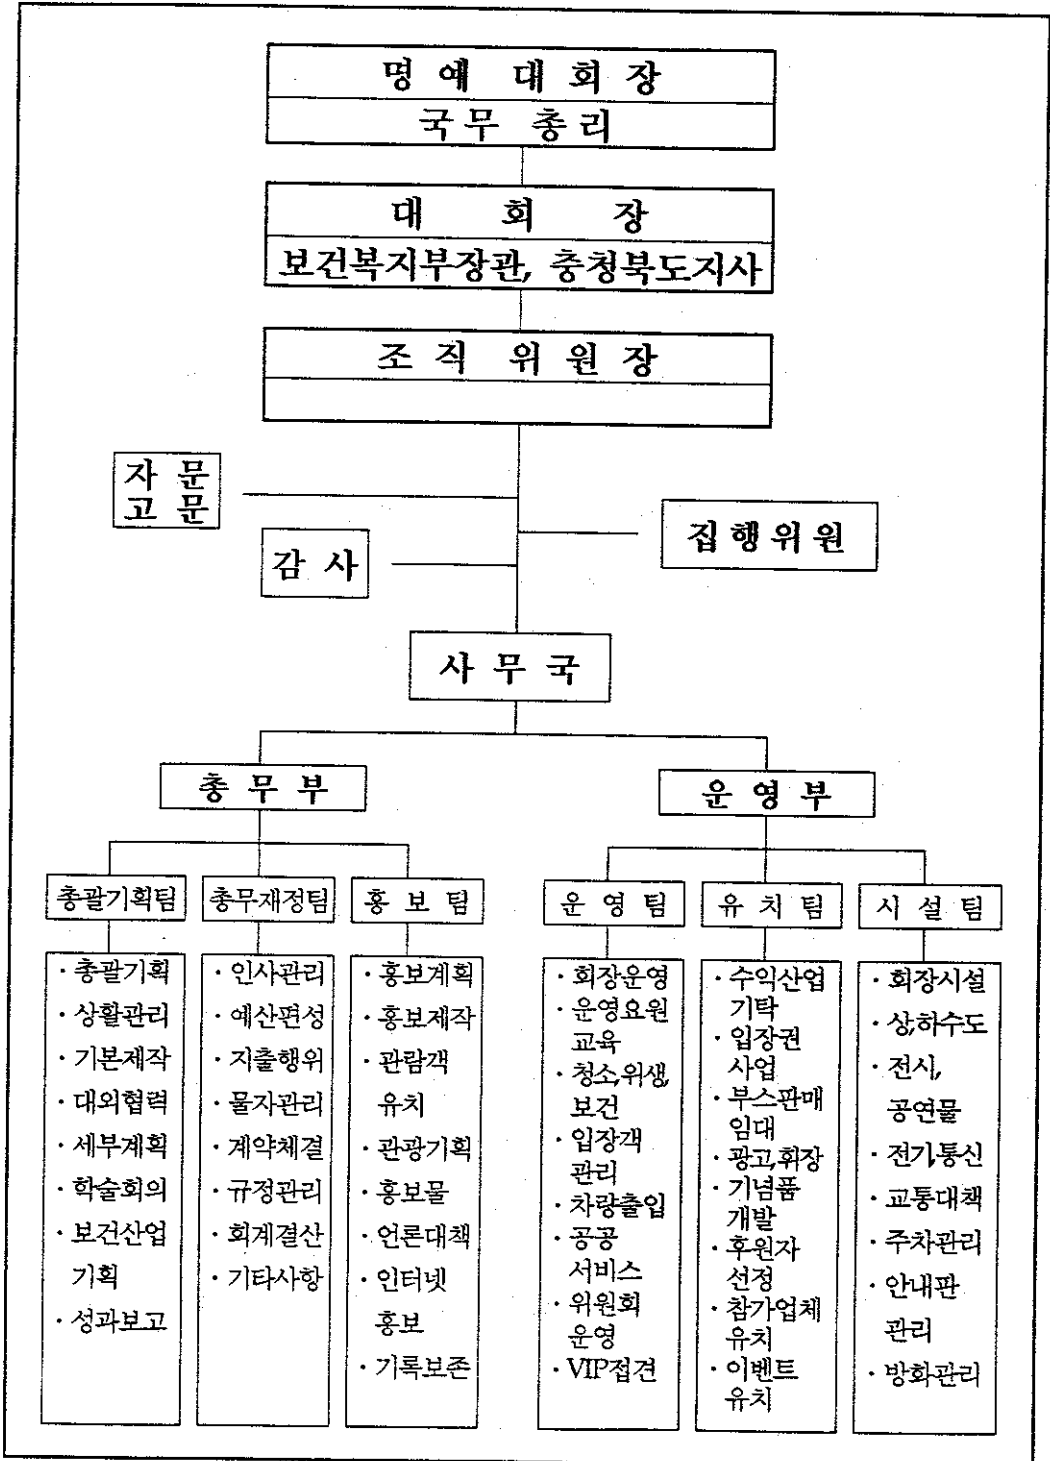 명 예 대 회 장
국 무 총 리
대 회 장
보건복지부장관, 충청북도지사
조 직 위 원 장
자 문
고 문
집 행 위 원
감 사
사 무 국
총 무 부
운 영 부
총괄기획팀
총무재정팀
홍 보 팀
운 영 팀
유 치 팀
시 설 팀
· 총괄기획
· 상활관리
· 기본제작
· 대외협력
· 세부계획
· 학술회의
· 보건산업
기획
· 성과보고
· 인사관리
· 예산편성
· 지출행위
· 물자관리
· 계약체결
· 규정관리
· 회계결산
· 기타사항
· 홍보계획
· 홍보제작
· 관람객
유치
· 관광기획
· 홍보물
· 언론대책
· 인터넷
홍보
· 기록보존
· 회장운영
· 운영요원
교육
· 청소,위생,
보건
· 입장객
관리
· 차량출입
· 공공
서비스
· 위원회
운영
· VIP접견
· 수익산업
기탁
· 입장권
사업
· 부스판매
임대
· 광고,휘장
· 기념품
개발
· 후원자
선정
· 참가업체
유치
· 이벤트
유치
· 회장시설
· 상,하수도
· 전시,
공연물
· 전기,통신
· 교통대책
· 주차관리
· 안내판
관리
· 방화관리